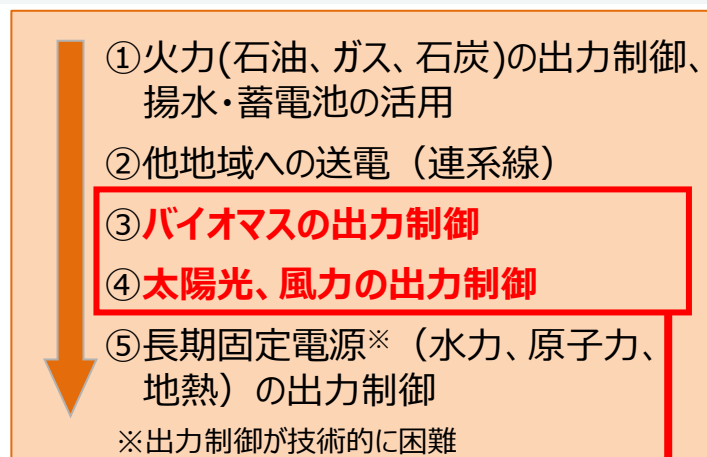 ①火力(石油、ガス、石炭)の出力制御、
揚水・蓄電池の活用
②他地域への送電（連系線）
③バイオマスの出力制御
④太陽光、風力の出力制御
⑤長期固定電源※（水力、原子力、
地熱）の出力制御
※出力制御が技術的に困難